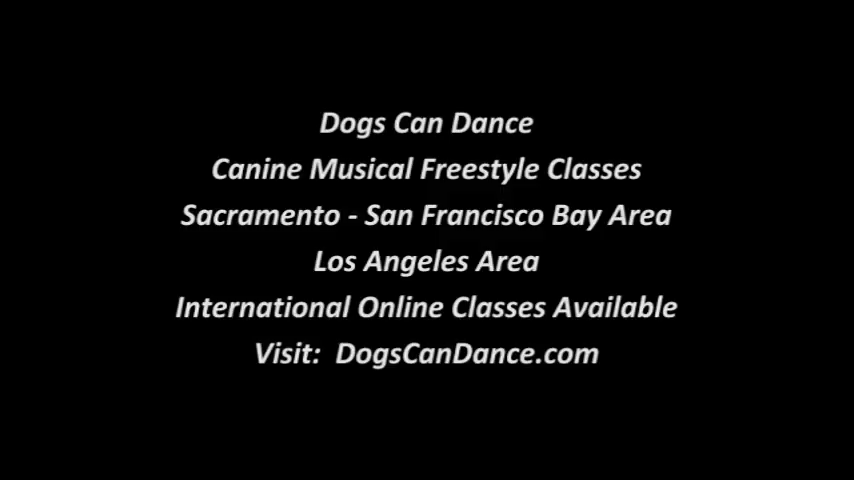 Dogs Can Dance
Canine Musical Freestyle Classes
Sacramento - San Francisco Bay Area
Los Angeles Area
International Online Classes Available
Visit:  DogsCanDance.com